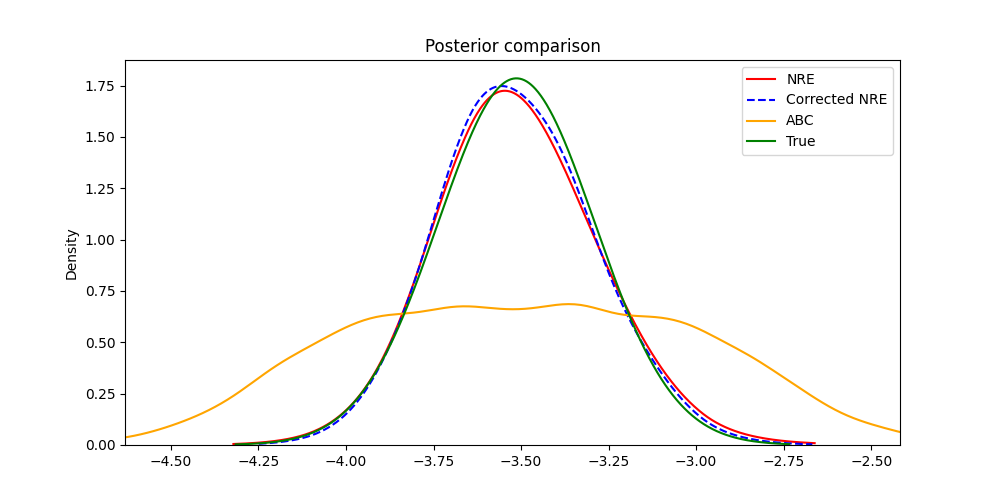 Posterior comparison
NRE
Corrected NRE
ABC
True
Density
1.75
1.50
1.25
1.00
0.75
0.50
0.25
0.00
−4.50 −4.25 −4.00 −3.75 −3.50 −3.25 −3.00 −2.75 −2.50